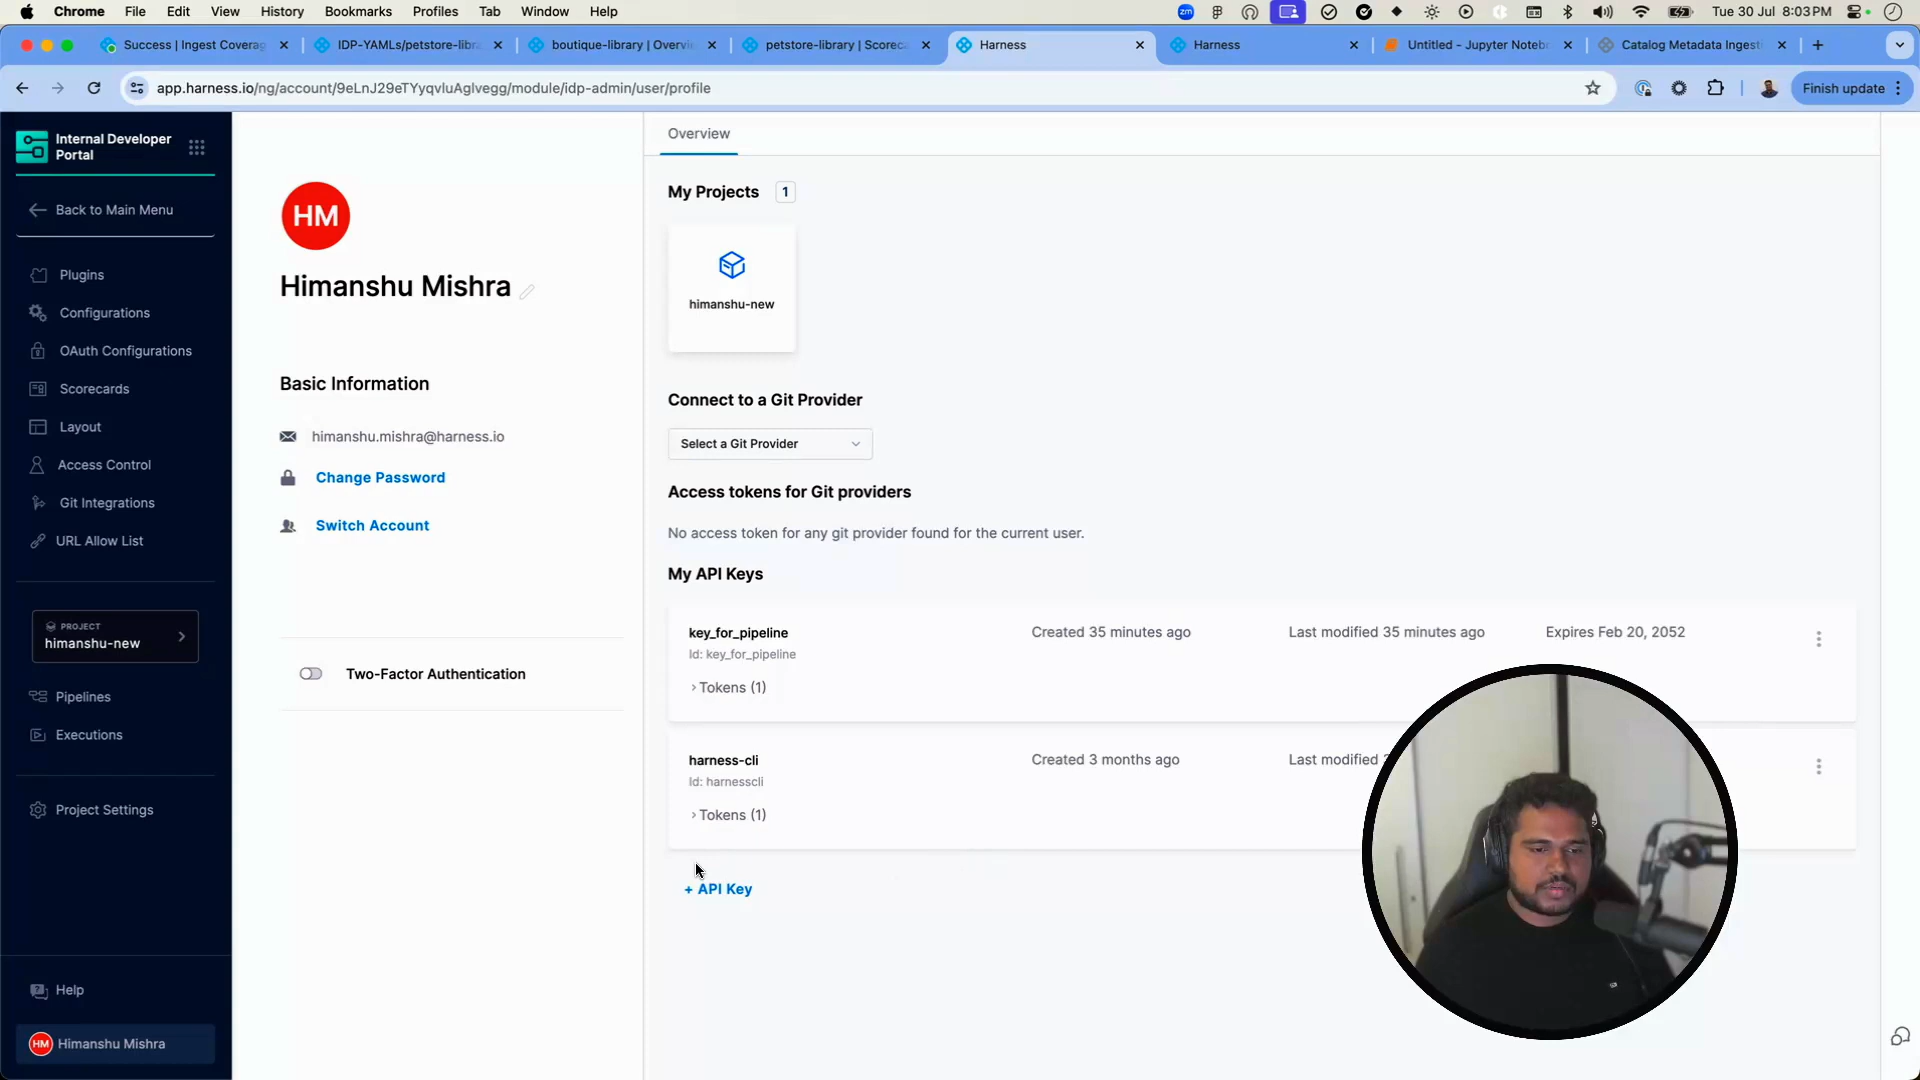 Chrome File Edit View History Bookmarks Profiles Tab Window Help
zm
Tue 30 Jul 8:03 PM
Success | Ingest Coverag
IDP-YAMLs/petstore-libra
boutique-library | Overvi
petstore-library | Scoreca
Harness
Harness
Untitled - Jupyter Notebo
Catalog Metadata Ingest
app.harness.io/ng/account/9eLnJ29eTYyqvluAglvegg/module/idp-admin/user/profile
Finish update
Internal Developer
Portal
Back to Main Menu
Plugins
Configurations
OAuth Configurations
Scorecards
Layout
Access Control
Git Integrations
URL Allow List
PROJECT
himanshu-new
Pipelines
Executions
Project Settings
Help
HM Himanshu Mishra
HM
Himanshu Mishra
Basic Information
himanshu.mishra@harness.io
Change Password
Switch Account
Two-Factor Authentication
Overview
My Projects 1
himanshu-new
Connect to a Git Provider
Select a Git Provider
Access tokens for Git providers
No access token for any git provider found for the current user.
My API Keys
key_for_pipeline Created 35 minutes ago Last modified 35 minutes ago Expires Feb 20, 2052
Id: key_for_pipeline
Tokens (1)
harness-cli Created 3 months ago Last modified
Id: harnesscli
Tokens (1)
+ API Key